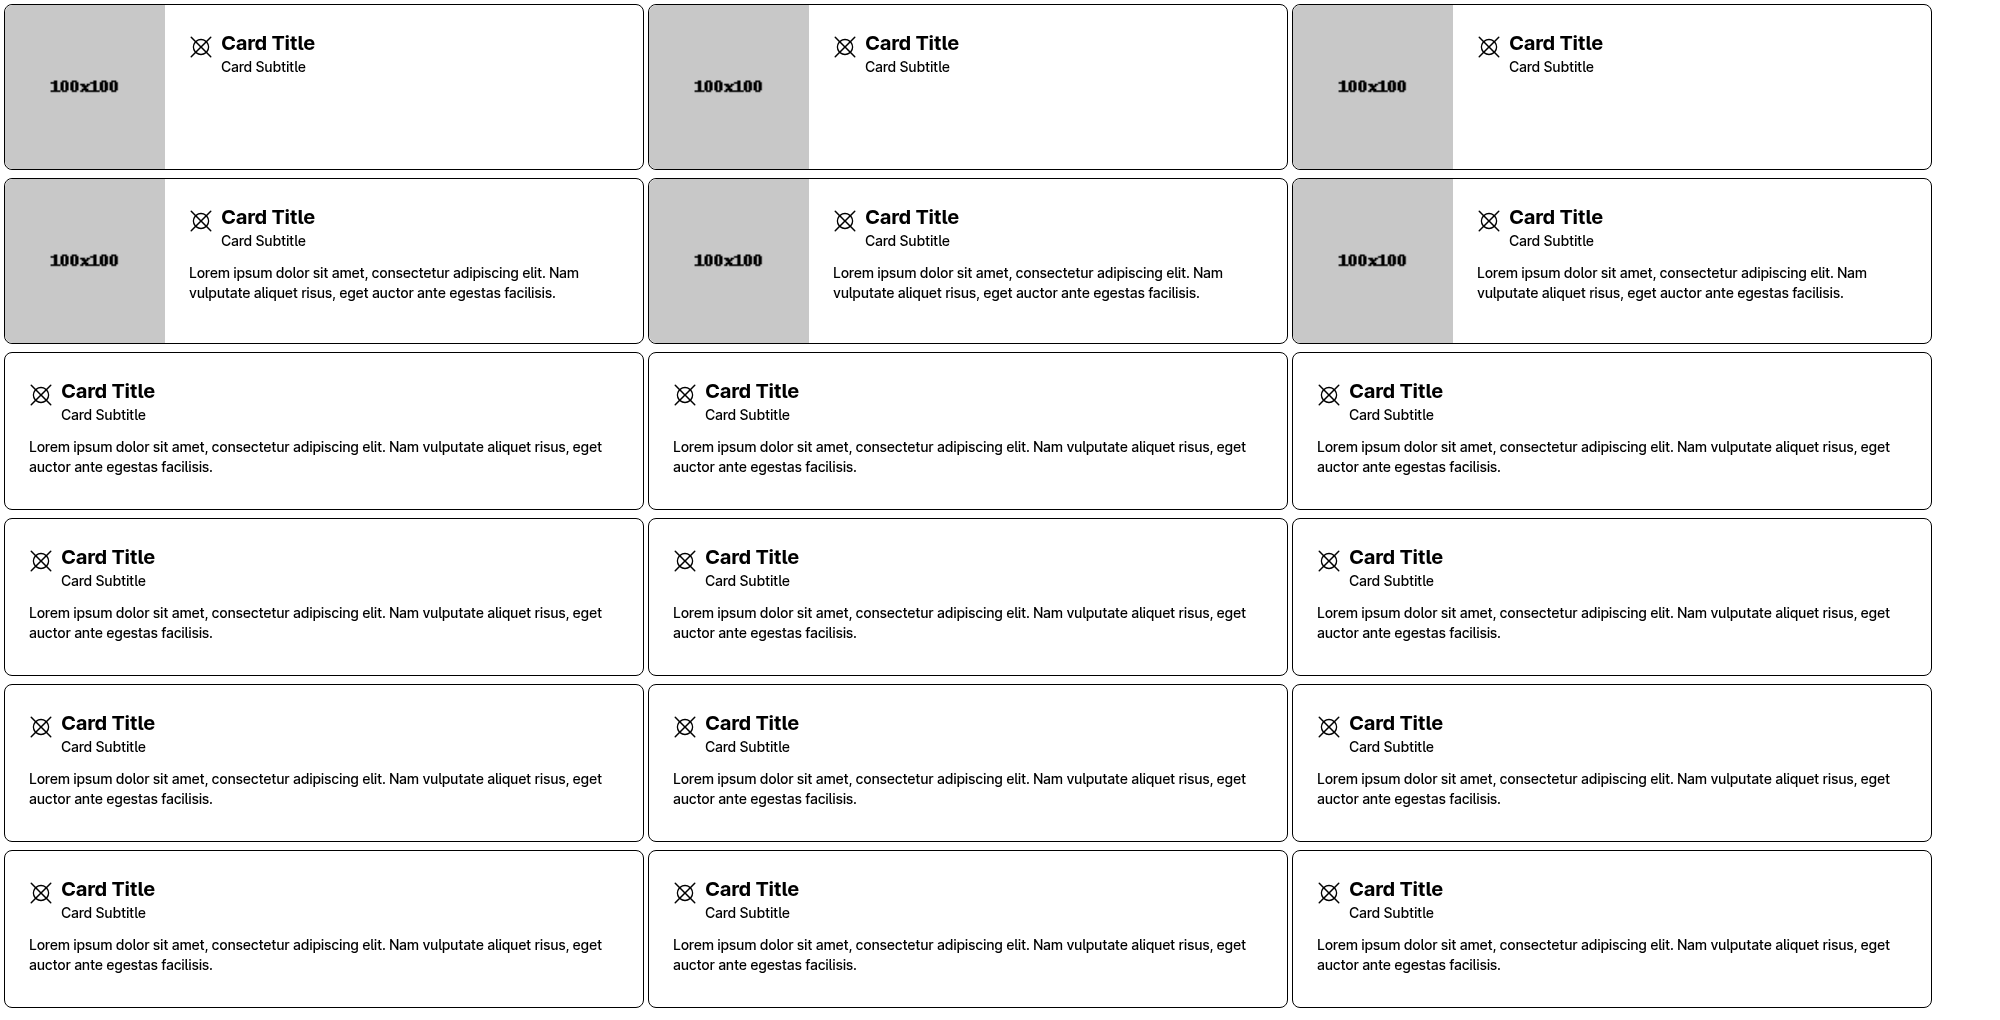 100x100
Card Title
Card Subtitle
100x100
Card Title
Card Subtitle
100x100
Card Title
Card Subtitle
100x100
Card Title
Card Subtitle
Lorem ipsum dolor sit amet, consectetur adipiscing elit. Nam
vulputate aliquet risus, eget auctor ante egestas facilisis.
100x100
Card Title
Card Subtitle
Lorem ipsum dolor sit amet, consectetur adipiscing elit. Nam
vulputate aliquet risus, eget auctor ante egestas facilisis.
100x100
Card Title
Card Subtitle
Lorem ipsum dolor sit amet, consectetur adipiscing elit. Nam
vulputate aliquet risus, eget auctor ante egestas facilisis.
Card Title
Card Subtitle
Lorem ipsum dolor sit amet, consectetur adipiscing elit. Nam vulputate aliquet risus, eget
auctor ante egestas facilisis.
Card Title
Card Subtitle
Lorem ipsum dolor sit amet, consectetur adipiscing elit. Nam vulputate aliquet risus, eget
auctor ante egestas facilisis.
Card Title
Card Subtitle
Lorem ipsum dolor sit amet, consectetur adipiscing elit. Nam vulputate aliquet risus, eget
auctor ante egestas facilisis.
Card Title
Card Subtitle
Lorem ipsum dolor sit amet, consectetur adipiscing elit. Nam vulputate aliquet risus, eget
auctor ante egestas facilisis.
Card Title
Card Subtitle
Lorem ipsum dolor sit amet, consectetur adipiscing elit. Nam vulputate aliquet risus, eget
auctor ante egestas facilisis.
Card Title
Card Subtitle
Lorem ipsum dolor sit amet, consectetur adipiscing elit. Nam vulputate aliquet risus, eget
auctor ante egestas facilisis.
Card Title
Card Subtitle
Lorem ipsum dolor sit amet, consectetur adipiscing elit. Nam vulputate aliquet risus, eget
auctor ante egestas facilisis.
Card Title
Card Subtitle
Lorem ipsum dolor sit amet, consectetur adipiscing elit. Nam vulputate aliquet risus, eget
auctor ante egestas facilisis.
Card Title
Card Subtitle
Lorem ipsum dolor sit amet, consectetur adipiscing elit. Nam vulputate aliquet risus, eget
auctor ante egestas facilisis.
Card Title
Card Subtitle
Lorem ipsum dolor sit amet, consectetur adipiscing elit. Nam vulputate aliquet risus, eget
auctor ante egestas facilisis.
Card Title
Card Subtitle
Lorem ipsum dolor sit amet, consectetur adipiscing elit. Nam vulputate aliquet risus, eget
auctor ante egestas facilisis.
Card Title
Card Subtitle
Lorem ipsum dolor sit amet, consectetur adipiscing elit. Nam vulputate aliquet risus, eget
auctor ante egestas facilisis.